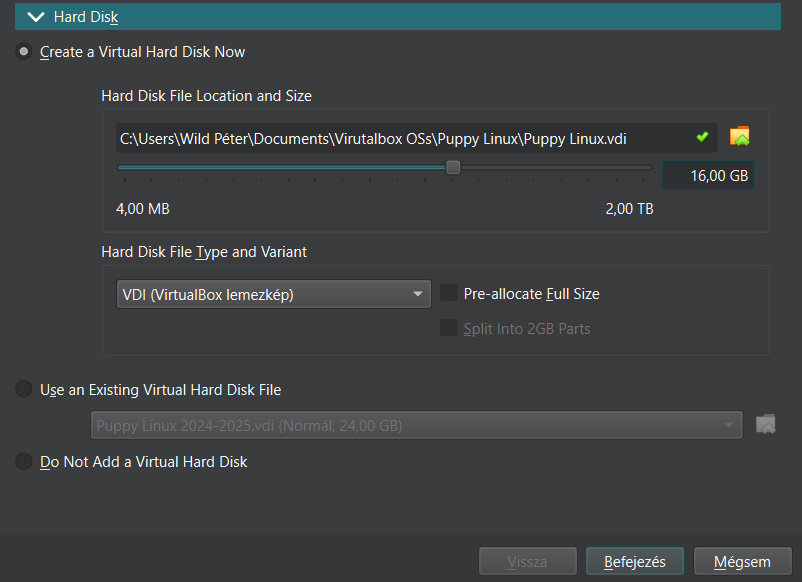 Hard Disk
Create a Virtual Hard Disk Now
Hard Disk File Location and Size
C:\Users\Wild Péter\Documents\Virutalbox OSs\Puppy Linux\Puppy Linux.vdi
16,00 GB
4,00 MB 2,00 TB
Hard Disk File Type and Variant
VDI (VirtualBox lemezkép) Pre-allocate Full Size
Split Into 2GB Parts
Use an Existing Virtual Hard Disk File
Puppy Linux 2024-2025.vdi (Normál, 24,00 GB)
Do Not Add a Virtual Hard Disk
Vissza Befejezés Mégsem